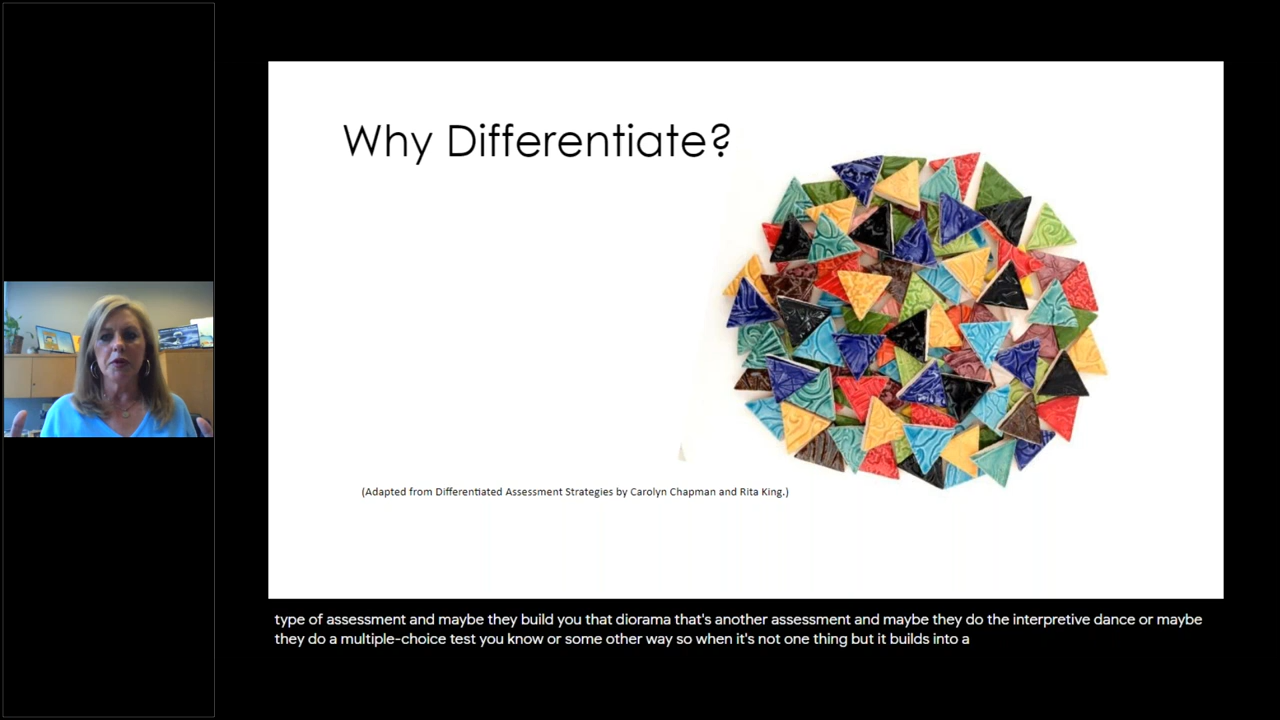 Why Differentiate?
(Adapted from Differentiated Assessment Strategies by Carolyn Chapman and Rita King.)
type of assessment and maybe they build you that diorama that's another assessment and maybe they do the interpretive dance or maybe
they do a multiple-choice test you know or some other way so when it's not one thing but it builds into a